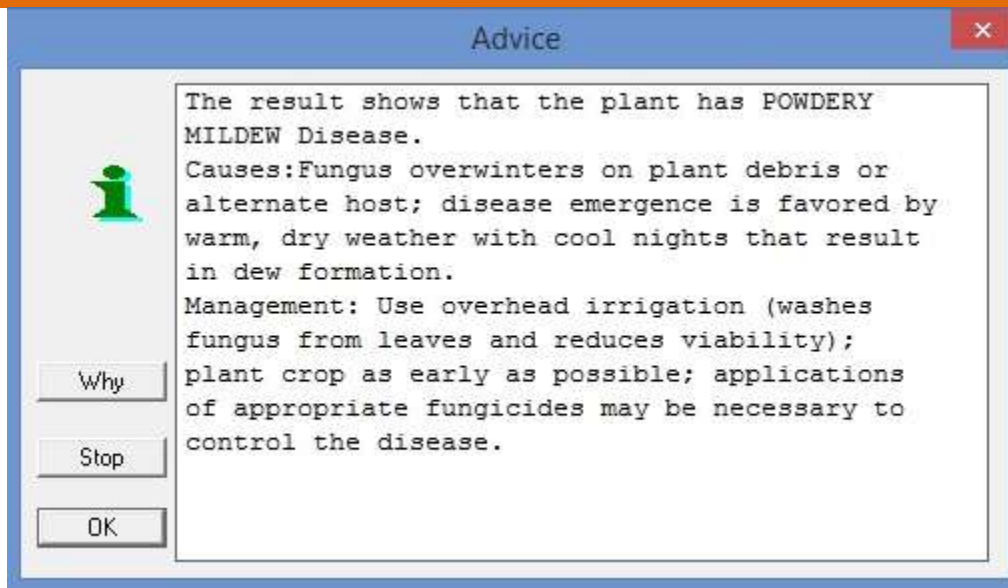 Advice
The result shows that the plant has POWDERY
MILDEW Disease.
Causes:Fungus overwinters on plant debris or
alternate host; disease emergence is favored by
warm, dry weather with cool nights that result
in dew formation.
Management: Use overhead irrigation (washes
fungus from leaves and reduces viability);
plant crop as early as possible; applications
of appropriate fungicides may be necessary to
control the disease.
Why
Stop
OK